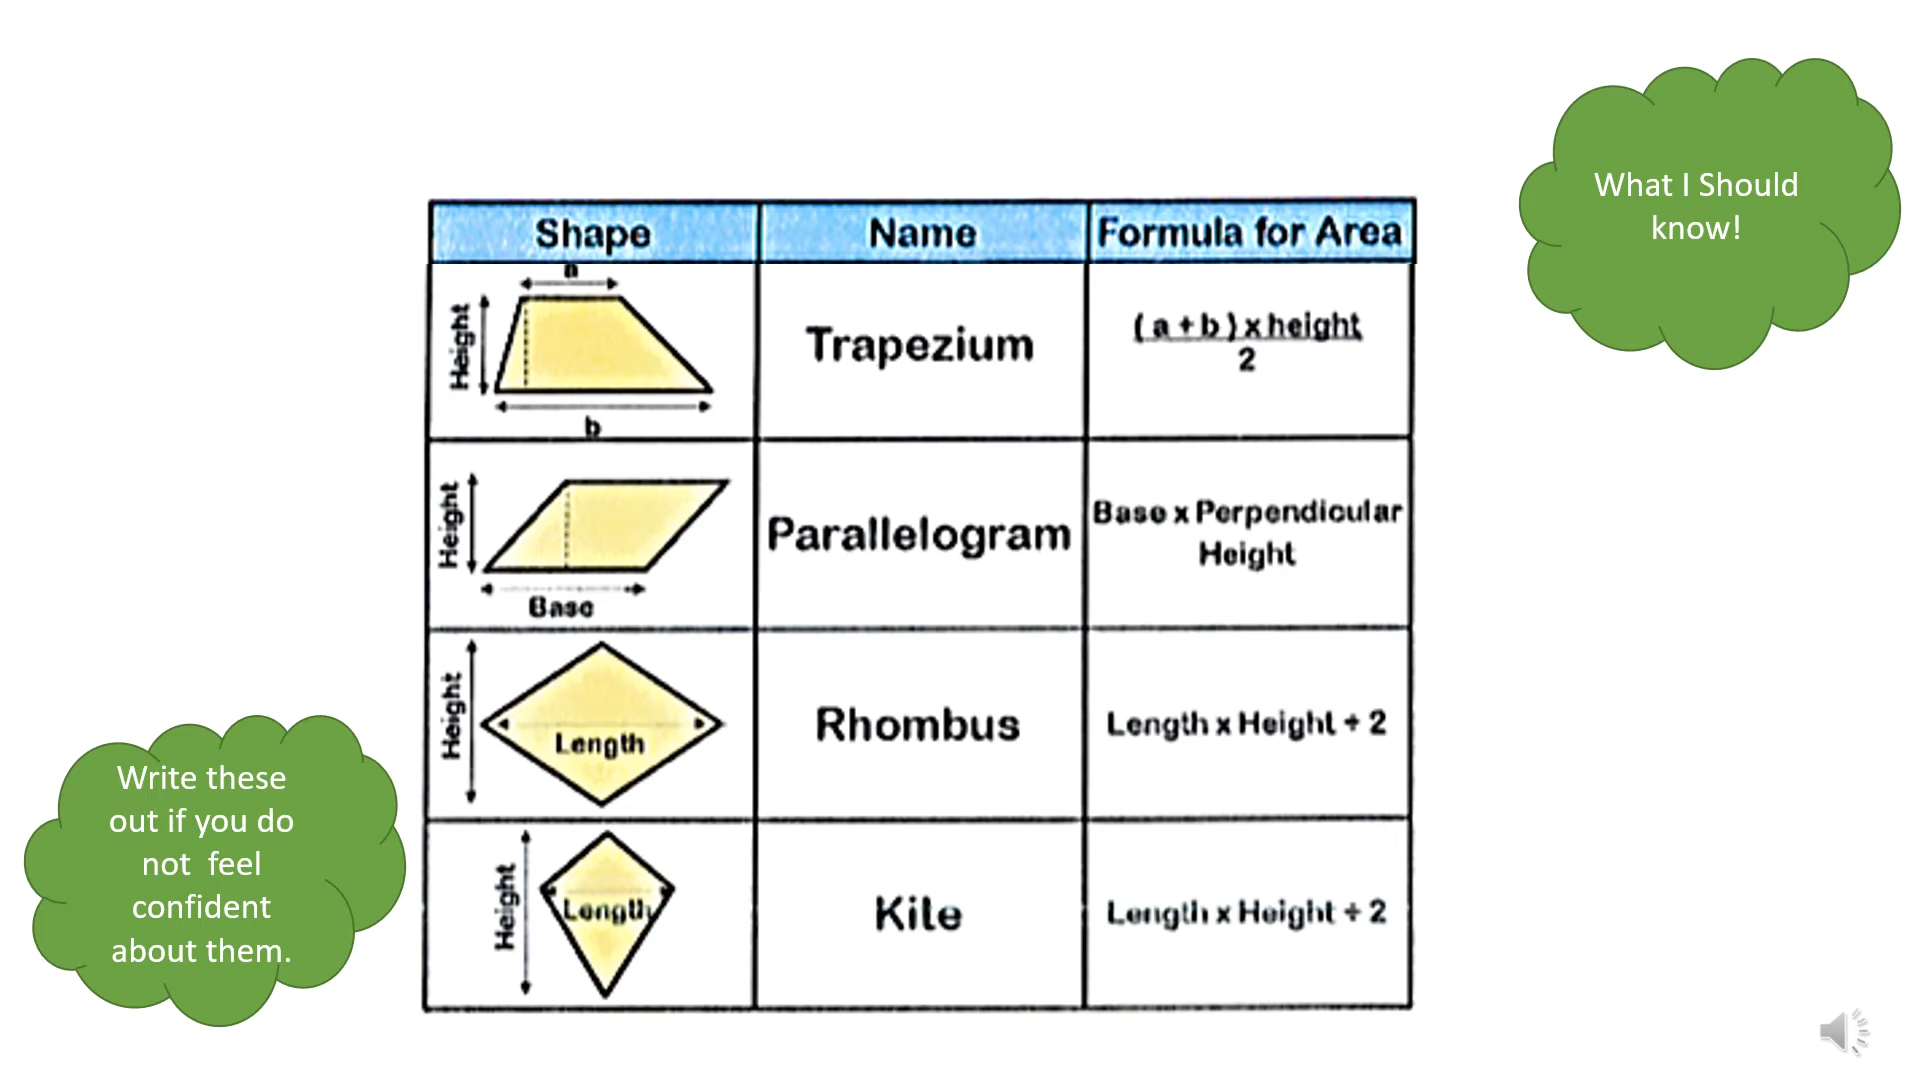 What I Should
know!
Shape Name Formula for Area
a
Height
b
Trapezium
( a + b ) x height
2
Height
Base
Parallelogram
Base x Perpendicular
Height
Height
Length
Rhombus
Length x Height ÷ 2
Height
Length
Kite
Length x Height ÷ 2
Write these
out if you do
not feel
confident
about them.